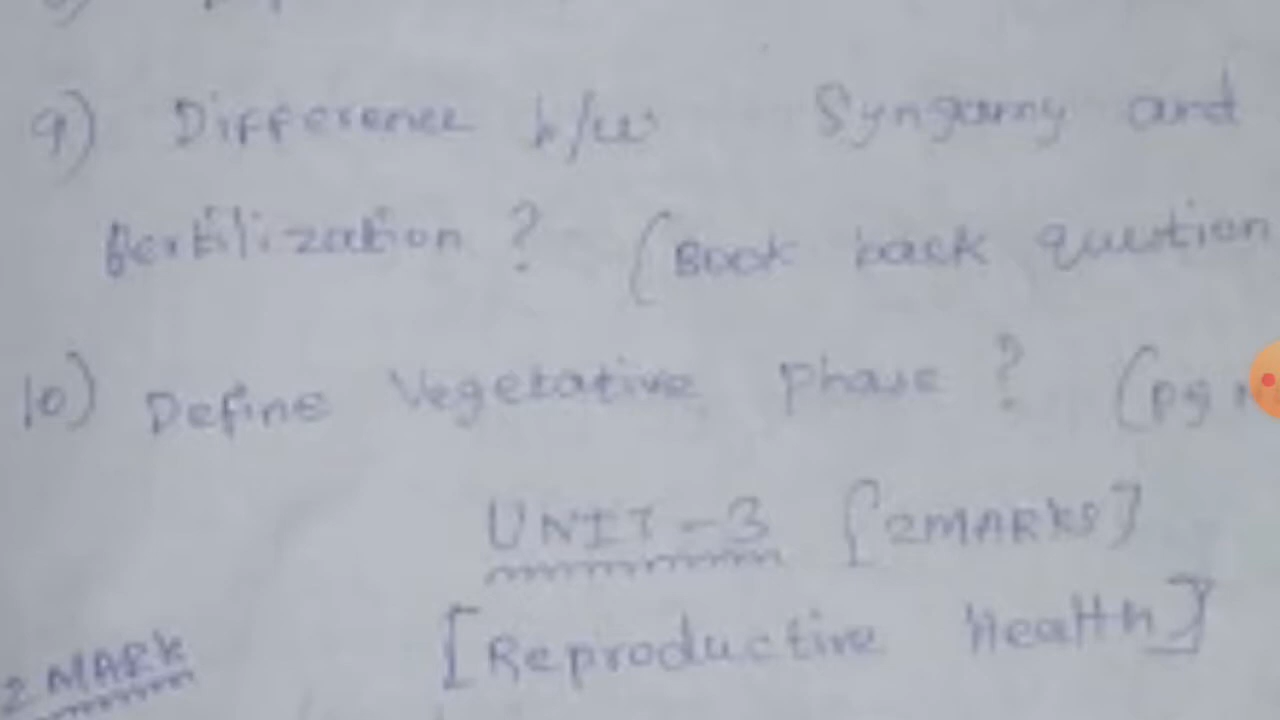 9) Difference b/w Syngamy and
fertilization ? (Book back question
10) Define Vegetative phase ? (pg
UNIT-3 [2MARKS]
[Reproductive Health]
2 MARK